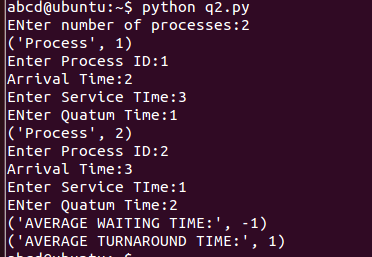 abcd@ubuntu:~$ python q2.py
ENter number of processes:2
('Process', 1)
Enter Process ID:1
Arrival Time:2
Enter Service TIme:3
ENter Quatum Time:1
('Process', 2)
Enter Process ID:2
Arrival Time:3
Enter Service TIme:1
ENter Quatum Time:2
('AVERAGE WAITING TIME:', -1)
('AVERAGE TURNAROUND TIME:', 1)
abcd@ubuntu:~$